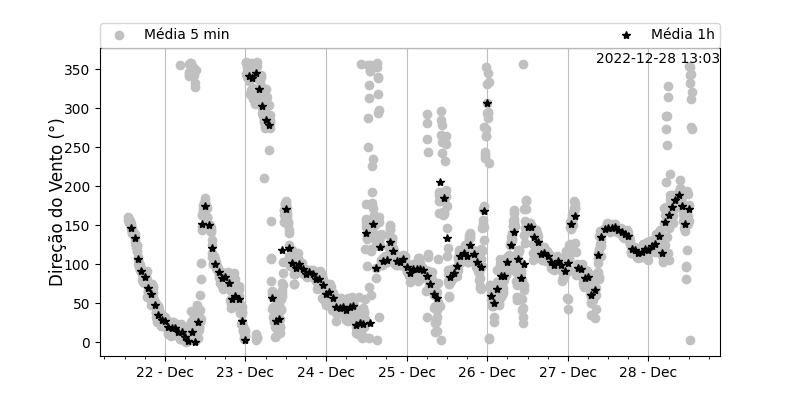 Média 5 min
Média 1h
2022-12-28 13:03
Direção do Vento (°)
350
300
250
200
150
100
50
0
22 - Dec
23 - Dec
24 - Dec
25 - Dec
26 - Dec
27 - Dec
28 - Dec